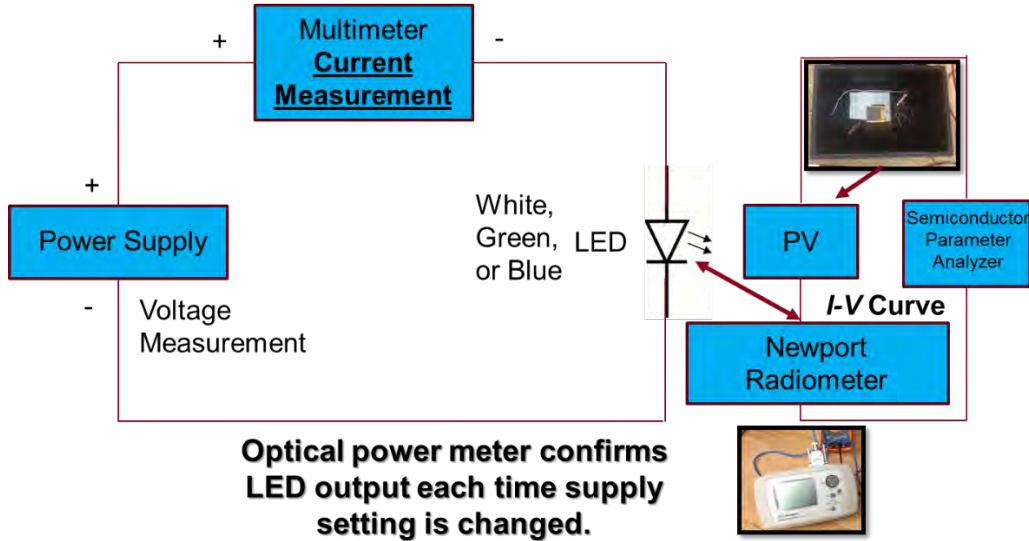 +
Multimeter
Current
Measurement
-
+
Power Supply
-
Voltage
Measurement
White,
Green,
or Blue
LED
PV
Semiconductor
Parameter
Analyzer
I-V Curve
Newport
Radiometer
Optical power meter confirms
LED output each time supply
setting is changed.